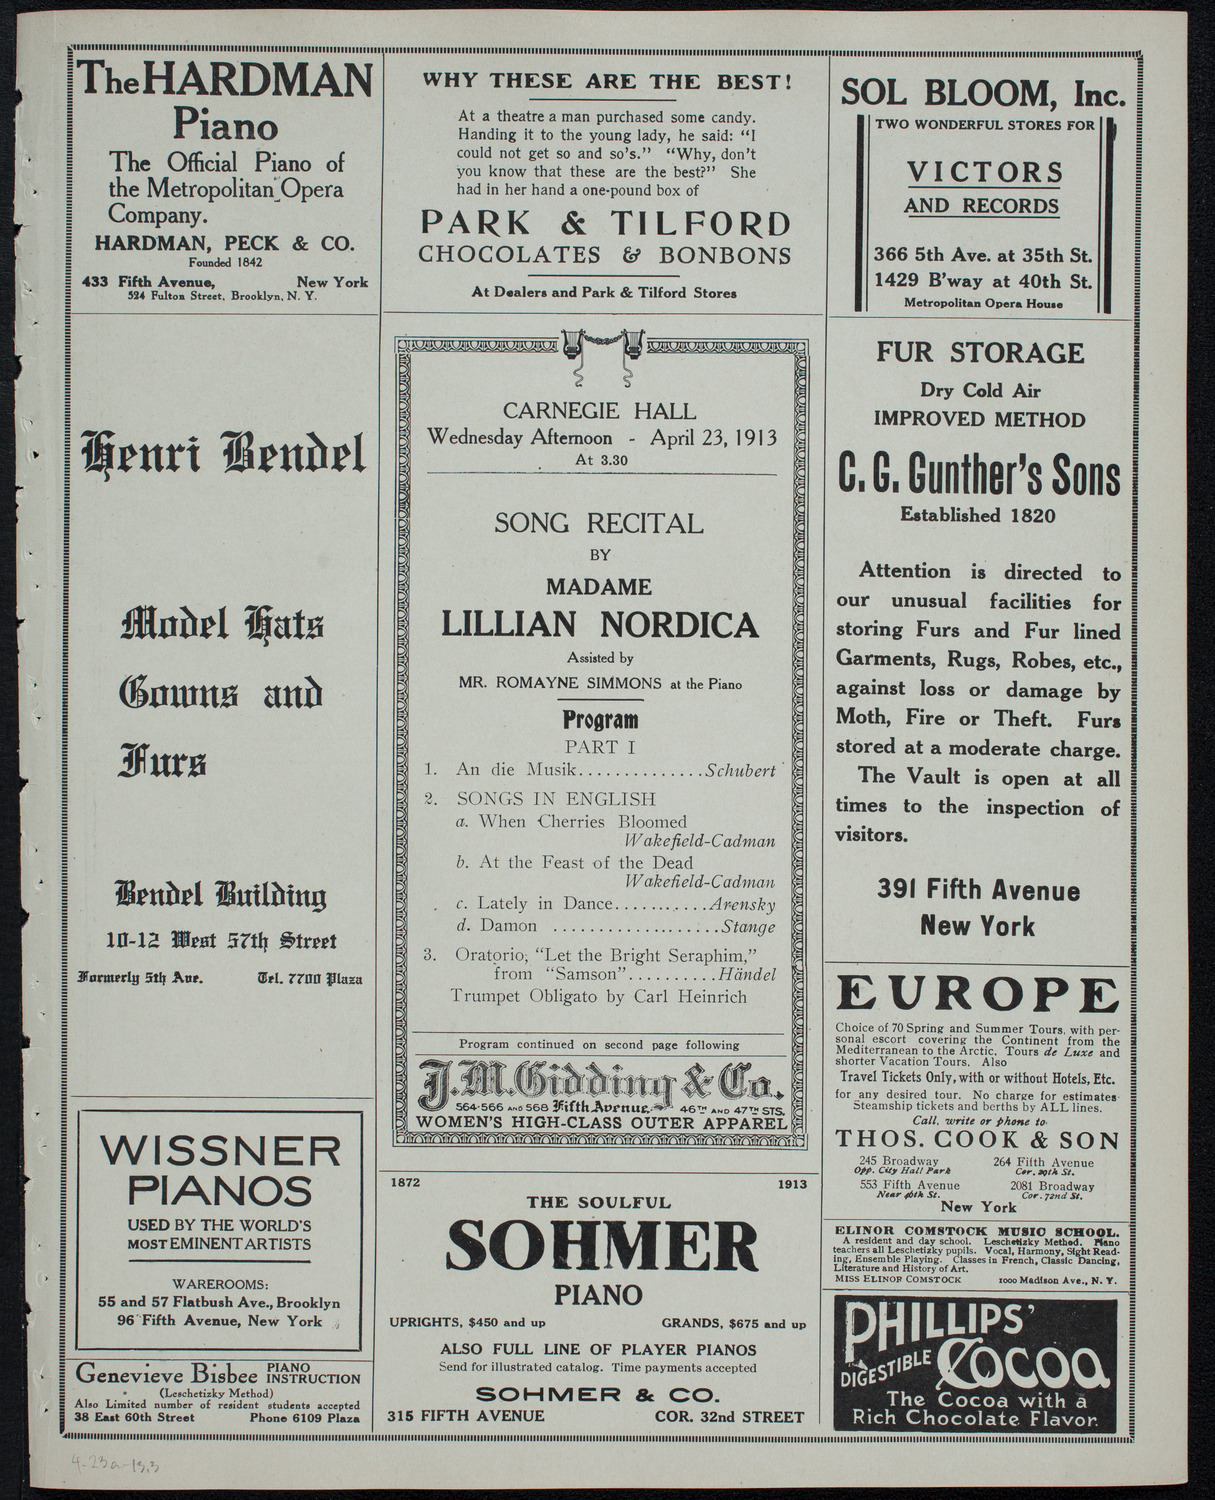 The HARDMAN
Piano
The Official Piano of
the Metropolitan Opera
Company.
HARDMAN, PECK & CO.
Founded 1842
433 Fifth Avenue, New York
524 Fulton Street, Brooklyn, N. Y.
Henri Bendel
Model Hats
Gowns and
Furs
Bendel Building
10-12 West 57th Street
Formerly 5th Ave. Tel. 7700 Plaza
WISSNER
PIANOS
USED BY THE WORLD'S
MOST EMINENT ARTISTS
WAREROOMS:
55 and 57 Flatbush Ave., Brooklyn
96 Fifth Avenue, New York
Genevieve Bisbee PIANO
INSTRUCTION
(Leschetizky Method)
Also Limited number of resident students accepted
38 East 60th Street Phone 6109 Plaza
WHY THESE ARE THE BEST!
At a theatre a man purchased some candy.
Handing it to the young lady, he said: "I
could not get so and so's." "Why, don't
you know that these are the best?" She
had in her hand a one-pound box of
PARK & TILFORD
CHOCOLATES & BONBONS
At Dealers and Park & Tilford Stores
CARNEGIE HALL
Wednesday Afternoon - April 23, 1913
At 3.30
SONG RECITAL
BY
MADAME
LILLIAN NORDICA
Assisted by
MR. ROMAYNE SIMMONS at the Piano
Program
PART I
1. An die Musik..............Schubert
2. SONGS IN ENGLISH
a. When Cherries Bloomed
Wakefield-Cadman
b. At the Feast of the Dead
Wakefield-Cadman
c. Lately in Dance...........Arensky
d. Damon ...................Stange
3. Oratorio, "Let the Bright Seraphim,"
from "Samson"..........Händel
Trumpet Obligato by Carl Heinrich
Program continued on second page following
J.M. Gidding & Co.
564-566 AND 568 Fifth Avenue. 46TH AND 47TH STS.
WOMEN'S HIGH-CLASS OUTER APPAREL
1872 1913
THE SOULFUL
SOHMER
PIANO
UPRIGHTS, $450 and up GRANDS, $675 and up
ALSO FULL LINE OF PLAYER PIANOS
Send for illustrated catalog. Time payments accepted
SOHMER & CO.
315 FIFTH AVENUE COR. 32nd STREET
SOL BLOOM, Inc.
TWO WONDERFUL STORES FOR
VICTORS
AND RECORDS
366 5th Ave. at 35th St.
1429 B'way at 40th St.
Metropolitan Opera House
FUR STORAGE
Dry Cold Air
IMPROVED METHOD
C. G. Gunther's Sons
Established 1820
Attention is directed to
our unusual facilities for
storing Furs and Fur lined
Garments, Rugs, Robes, etc.,
against loss or damage by
Moth, Fire or Theft. Furs
stored at a moderate charge.
The Vault is open at all
times to the inspection of
visitors.
391 Fifth Avenue
New York
EUROPE
Choice of 70 Spring and Summer Tours, with per-
sonal escort covering the Continent from the
Mediterranean to the Arctic. Tours de Luxe and
shorter Vacation Tours. Also
Travel Tickets Only, with or without Hotels, Etc.
for any desired tour. No charge for estimates
Steamship tickets and berths by ALL lines.
Call, write or phone to
THOS. COOK & SON
245 Broadway 264 Fifth Avenue
Opp. City Hall Park Cor. 29th St.
553 Fifth Avenue 2081 Broadway
Near 46th St. Cor. 72nd St.
New York
ELINOR COMSTOCK MUSIC SCHOOL.
A resident and day school. Leschetizky Method. Piano
teachers all Leschetizky pupils. Vocal, Harmony, Sight Read-
ing, Ensemble Playing. Classes in French, Classic Dancing,
Literature and History of Art.
MISS ELINOR COMSTOCK 1000 Madison Ave., N. Y.
PHILLIPS'
DIGESTIBLE COCOA
The Cocoa with a
Rich Chocolate Flavor.
4-23a-13.3